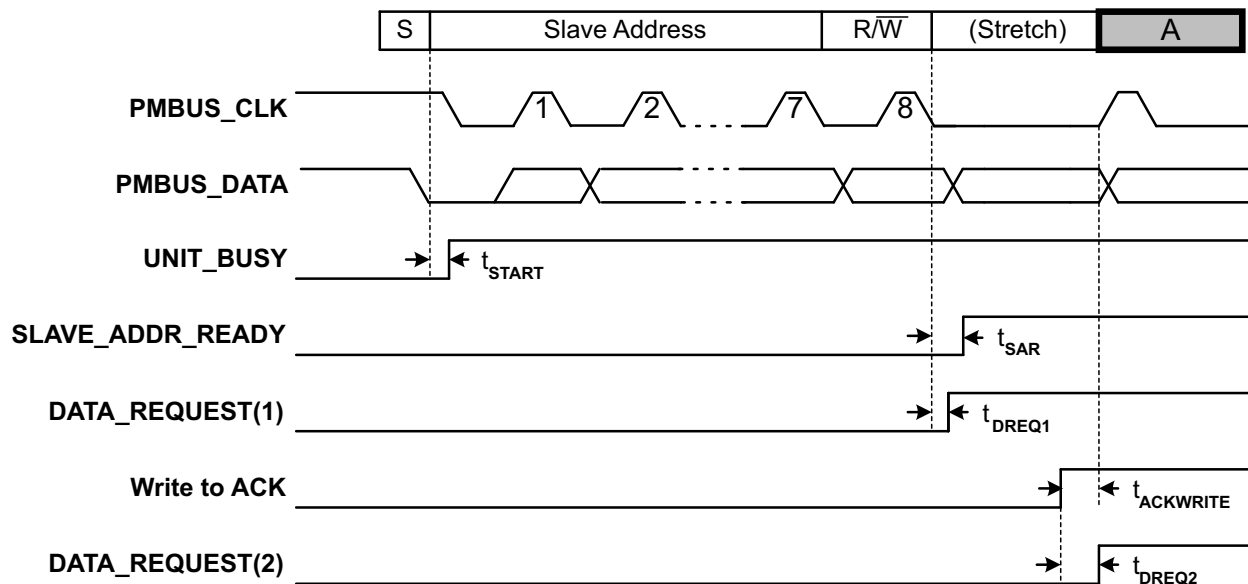 S Slave Address R/W̅ (Stretch) A
PMBUS_CLK 1 2 7 8
PMBUS_DATA
UNIT_BUSY tSTART
SLAVE_ADDR_READY tSAR
DATA_REQUEST(1) tDREQ1
Write to ACK tACKWRITE
DATA_REQUEST(2) tDREQ2